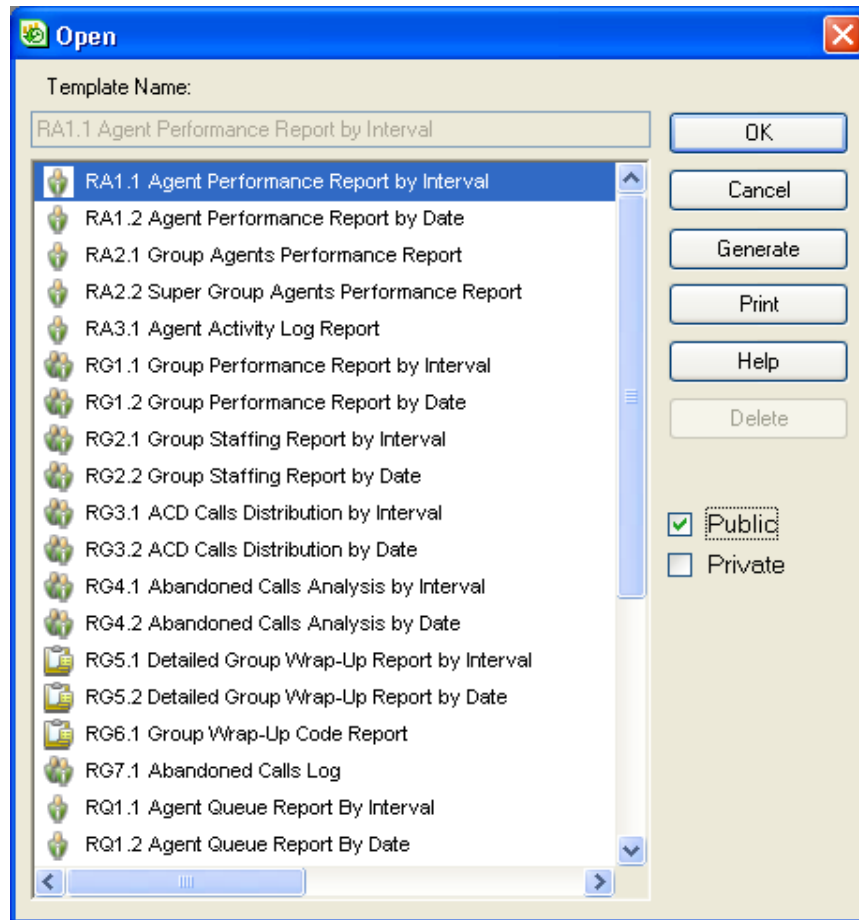 Open
Template Name:
RA1.1 Agent Performance Report by Interval
OK
RA1.1 Agent Performance Report by Interval
Cancel
RA1.2 Agent Performance Report by Date
RA2.1 Group Agents Performance Report
Generate
RA2.2 Super Group Agents Performance Report
Print
RA3.1 Agent Activity Log Report
RG1.1 Group Performance Report by Interval
Help
RG1.2 Group Performance Report by Date
Delete
RG2.1 Group Staffing Report by Interval
RG2.2 Group Staffing Report by Date
RG3.1 ACD Calls Distribution by Interval
Public
RG3.2 ACD Calls Distribution by Date
Private
RG4.1 Abandoned Calls Analysis by Interval
RG4.2 Abandoned Calls Analysis by Date
RG5.1 Detailed Group Wrap-Up Report by Interval
RG5.2 Detailed Group Wrap-Up Report by Date
RG6.1 Group Wrap-Up Code Report
RG7.1 Abandoned Calls Log
RQ1.1 Agent Queue Report By Interval
RQ1.2 Agent Queue Report By Date